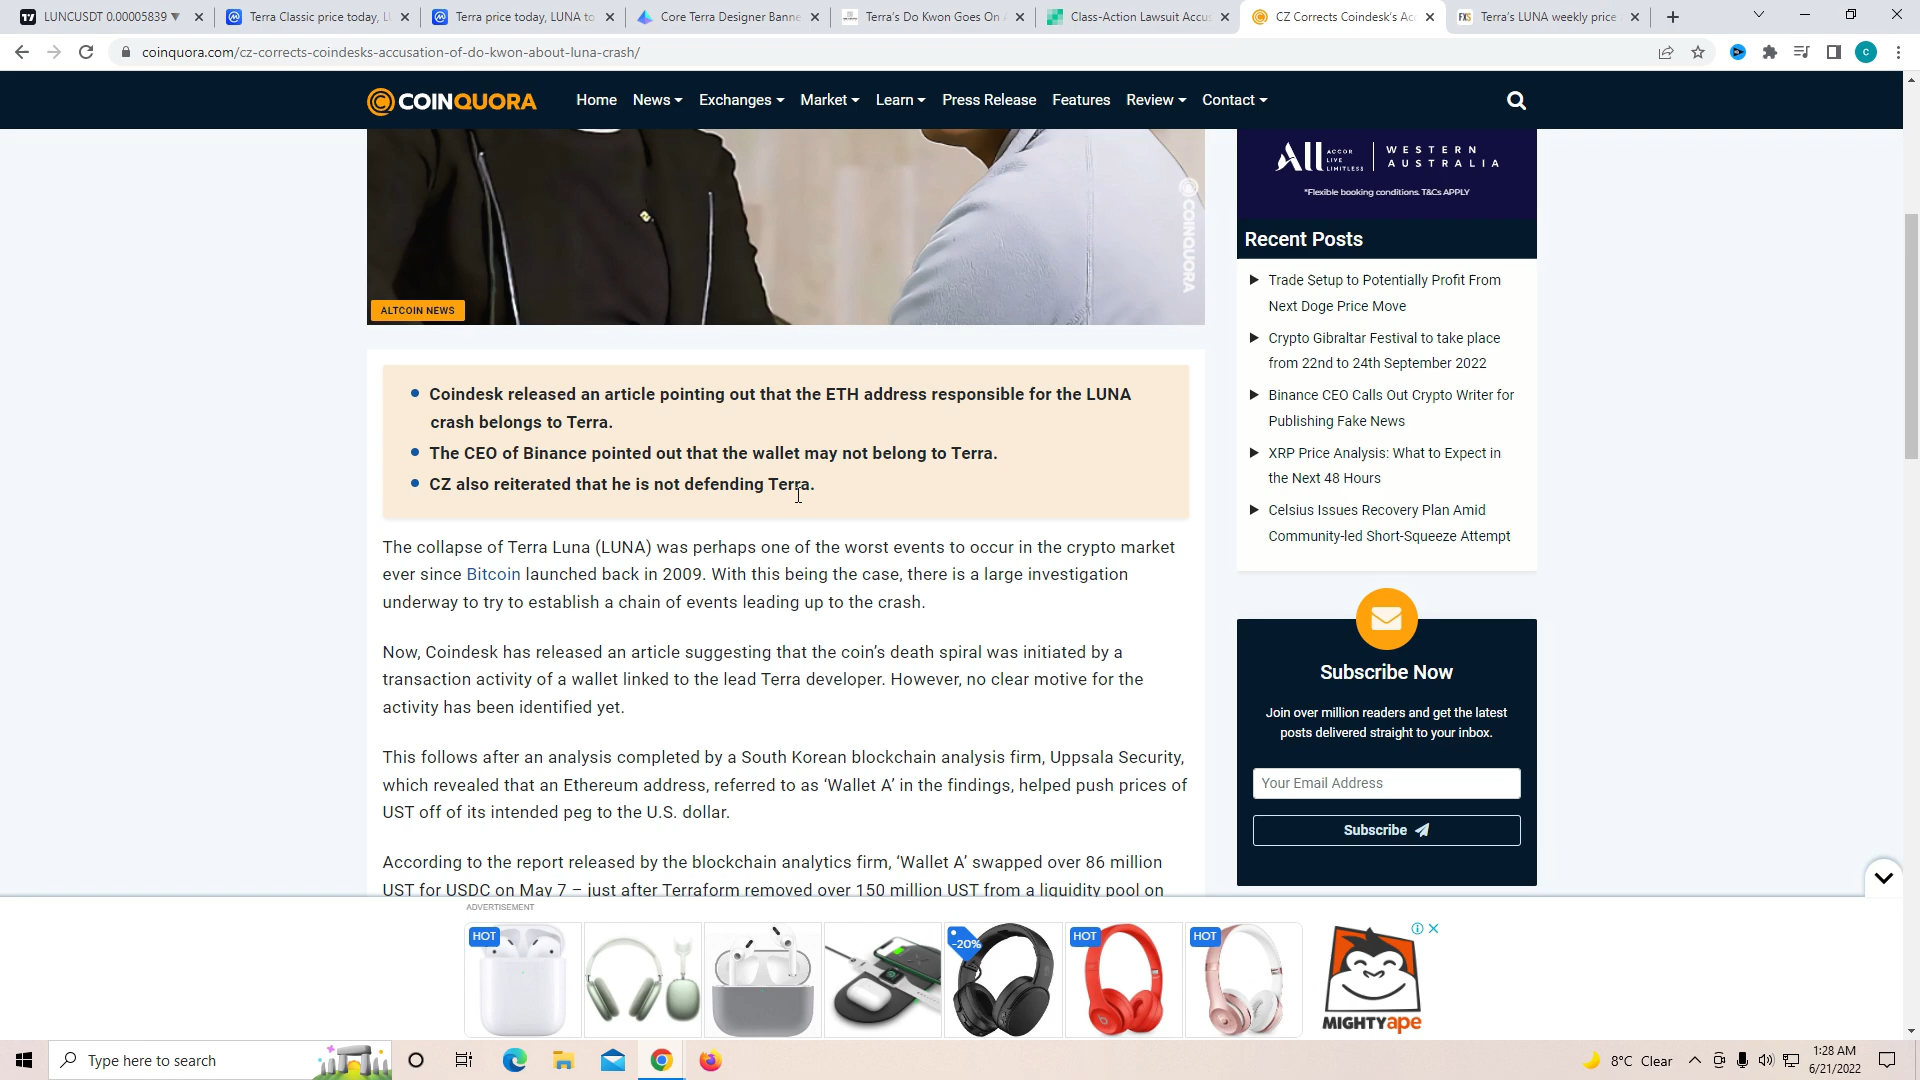 LUNCUSDT 0.00005839 ▼
Terra Classic price today, L
Terra price today, LUNA to
Core Terra Designer Banne
Terra's Do Kwon Goes On
Class-Action Lawsuit Accus
CZ Corrects Coindesk's Ac
Terra's LUNA weekly price
coinquora.com/cz-corrects-coindesks-accusation-of-do-kwon-about-luna-crash/
C
COINQUORA
Home News Exchanges Market Learn Press Release Features Review Contact
COINQUORA
ALTCOIN NEWS
ALL ACCOR LIVE LIMITLESS | WESTERN AUSTRALIA
*Flexible booking conditions. T&Cs APPLY
Recent Posts
Trade Setup to Potentially Profit From
Next Doge Price Move
Crypto Gibraltar Festival to take place
from 22nd to 24th September 2022
Binance CEO Calls Out Crypto Writer for
Publishing Fake News
XRP Price Analysis: What to Expect in
the Next 48 Hours
Celsius Issues Recovery Plan Amid
Community-led Short-Squeeze Attempt
Coindesk released an article pointing out that the ETH address responsible for the LUNA
crash belongs to Terra.
The CEO of Binance pointed out that the wallet may not belong to Terra.
CZ also reiterated that he is not defending Terra.
The collapse of Terra Luna (LUNA) was perhaps one of the worst events to occur in the crypto market
ever since Bitcoin launched back in 2009. With this being the case, there is a large investigation
underway to try to establish a chain of events leading up to the crash.
Now, Coindesk has released an article suggesting that the coin's death spiral was initiated by a
transaction activity of a wallet linked to the lead Terra developer. However, no clear motive for the
activity has been identified yet.
This follows after an analysis completed by a South Korean blockchain analysis firm, Uppsala Security,
which revealed that an Ethereum address, referred to as ‘Wallet A’ in the findings, helped push prices of
UST off of its intended peg to the U.S. dollar.
According to the report released by the blockchain analytics firm, ‘Wallet A’ swapped over 86 million
UST for USDC on May 7 – just after Terraform removed over 150 million UST from a liquidity pool on
Subscribe Now
Join over million readers and get the latest
posts delivered straight to your inbox.
Your Email Address
Subscribe
ADVERTISEMENT
HOT
-20%
HOT
HOT
MIGHTYape
Type here to search
8°C Clear
1:28 AM
6/21/2022